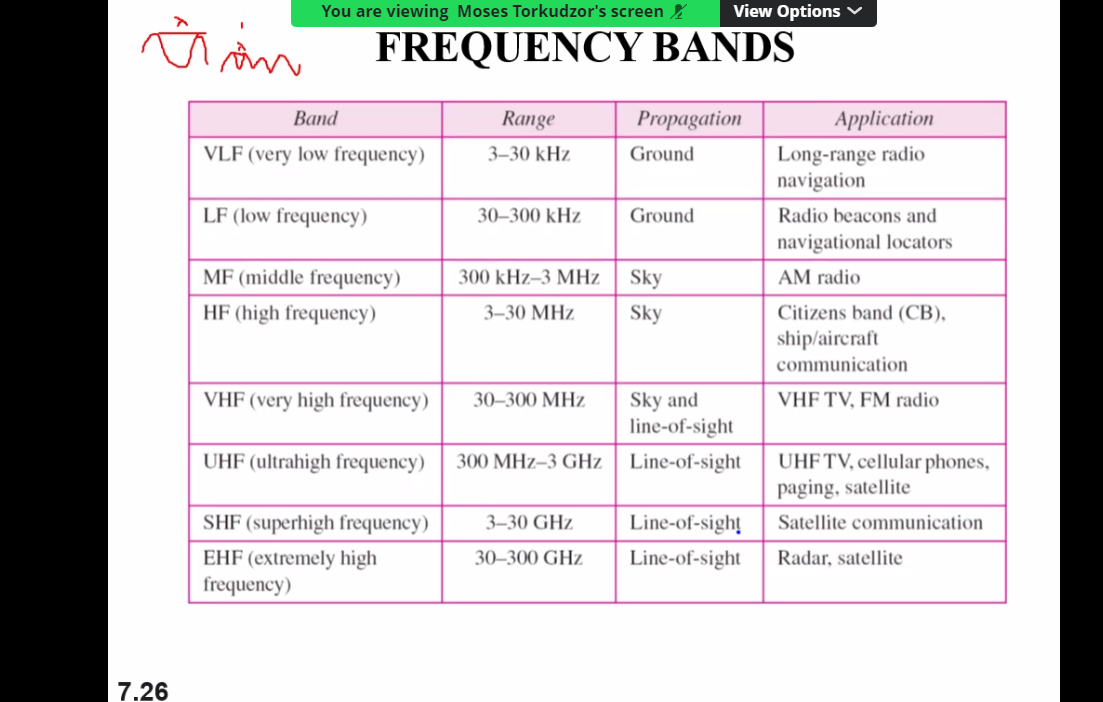 You are viewing Moses Torkudzor's screen View Options
FREQUENCY BANDS
Band Range Propagation Application
VLF (very low frequency) 3–30 kHz Ground Long-range radio
navigation
LF (low frequency) 30–300 kHz Ground Radio beacons and
navigational locators
MF (middle frequency) 300 kHz–3 MHz Sky AM radio
HF (high frequency) 3–30 MHz Sky Citizens band (CB),
ship/aircraft
communication
VHF (very high frequency) 30–300 MHz Sky and VHF TV, FM radio
line-of-sight
UHF (ultrahigh frequency) 300 MHz–3 GHz Line-of-sight UHF TV, cellular phones,
paging, satellite
SHF (superhigh frequency) 3–30 GHz Line-of-sight Satellite communication
EHF (extremely high 30–300 GHz Line-of-sight Radar, satellite
frequency)
7.26